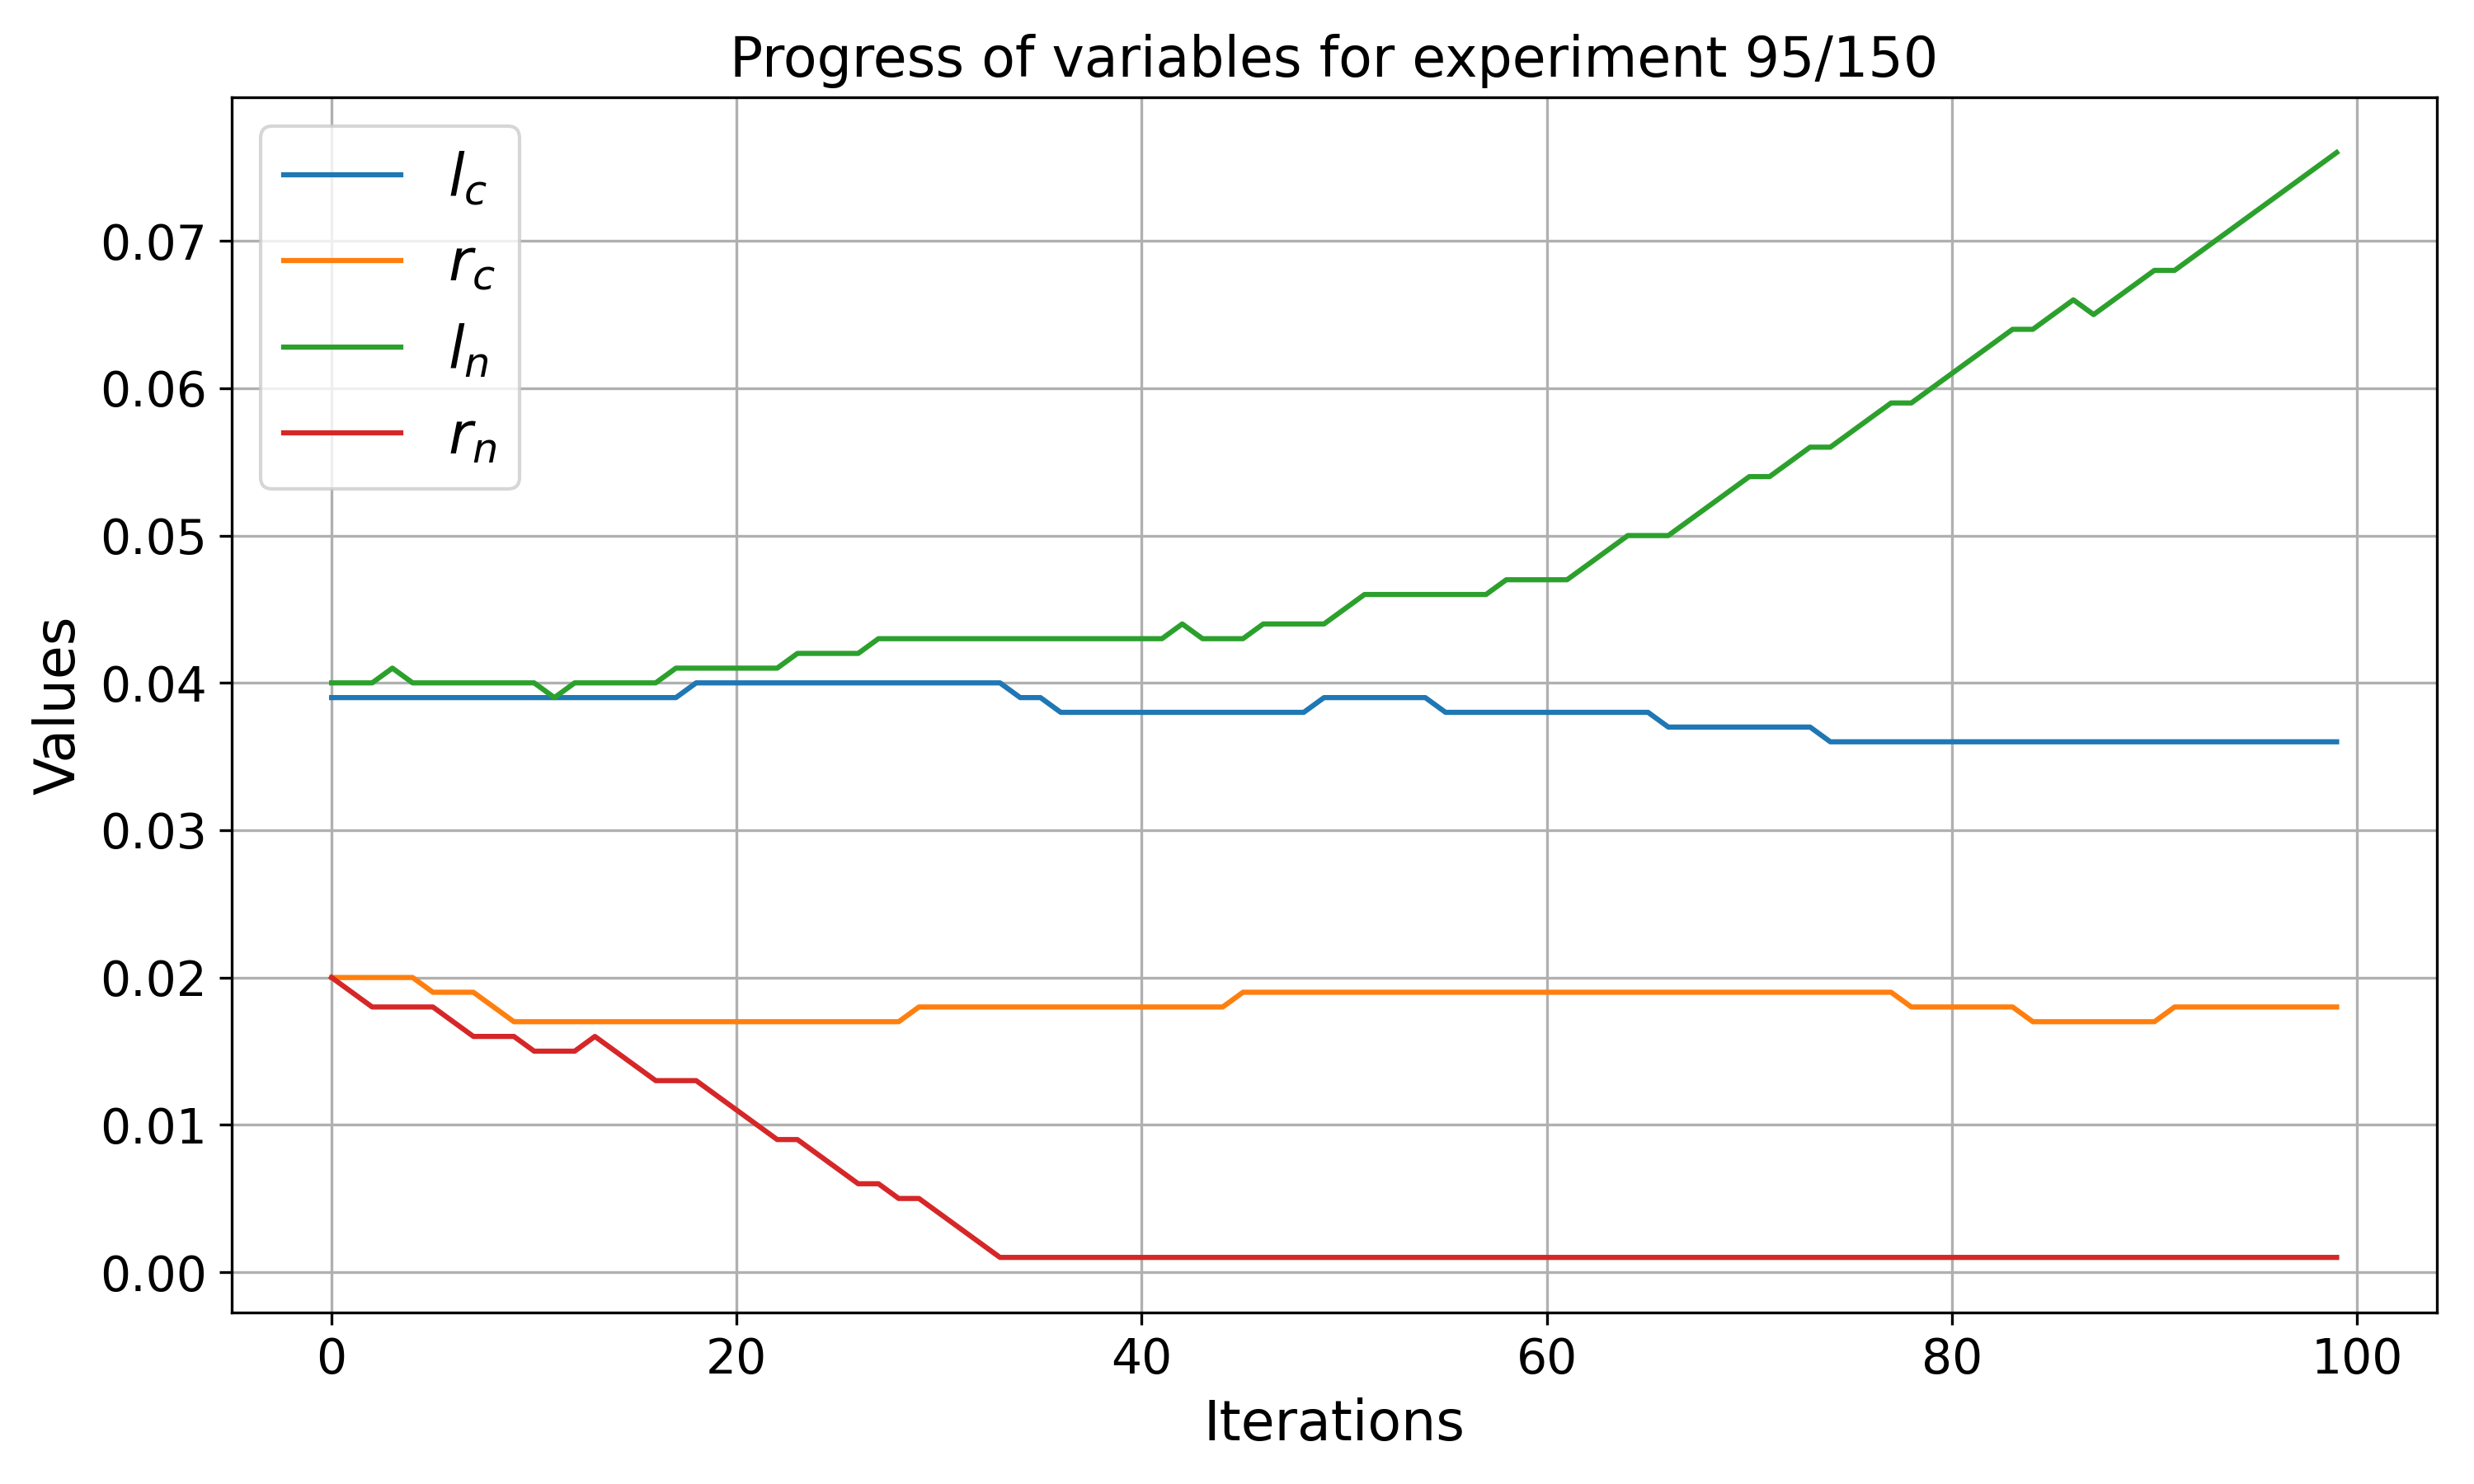 Progress of variables for experiment 95/150
l_c
r_c
l_n
r_n
Values
0.07
0.06
0.05
0.04
0.03
0.02
0.01
0.00
0 20 40 60 80 100
Iterations